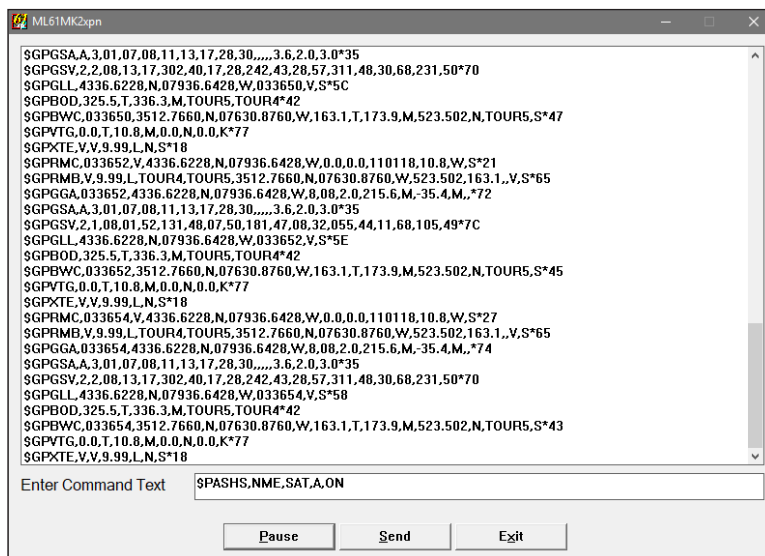 ML61MK2xpn
$GPGSA,A,3,01,07,08,11,13,17,28,30,,,,,3.6,2.0,3.0*35
$GPGSV,2,2,08,13,17,302,40,17,28,242,43,28,57,311,48,30,68,231,50*70
$GPGLL,4336.6228,N,07936.6428,W,033650,V,S*5C
$GPBOD,325.5,T,336.3,M,TOUR5,TOUR4*42
$GPBWC,033650,3512.7660,N,07630.8760,W,163.1,T,173.9,M,523.502,N,TOUR5,S*47
$GPVTG,0.0,T,10.8,M,0.0,N,0.0,K*77
$GPXTE,V,V,9.99,L,N,S*18
$GPRMC,033652,V,4336.6228,N,07936.6428,W,0.0,0.0,110118,10.8,W,S*21
$GPRMB,V,9.99,L,TOUR4,TOUR5,3512.7660,N,07630.8760,W,523.502,163.1,,V,S*65
$GPGGA,033652,4336.6228,N,07936.6428,W,8,08,2.0,215.6,M,-35.4,M,,*72
$GPGSA,A,3,01,07,08,11,13,17,28,30,,,,,3.6,2.0,3.0*35
$GPGSV,2,1,08,01,52,131,48,07,50,181,47,08,32,055,44,11,68,105,49*7C
$GPGLL,4336.6228,N,07936.6428,W,033652,V,S*5E
$GPBOD,325.5,T,336.3,M,TOUR5,TOUR4*42
$GPBWC,033652,3512.7660,N,07630.8760,W,163.1,T,173.9,M,523.502,N,TOUR5,S*45
$GPVTG,0.0,T,10.8,M,0.0,N,0.0,K*77
$GPXTE,V,V,9.99,L,N,S*18
$GPRMC,033654,V,4336.6228,N,07936.6428,W,0.0,0.0,110118,10.8,W,S*27
$GPRMB,V,9.99,L,TOUR4,TOUR5,3512.7660,N,07630.8760,W,523.502,163.1,,V,S*65
$GPGGA,033654,4336.6228,N,07936.6428,W,8,08,2.0,215.6,M,-35.4,M,,*74
$GPGSA,A,3,01,07,08,11,13,17,28,30,,,,,3.6,2.0,3.0*35
$GPGSV,2,2,08,13,17,302,40,17,28,242,43,28,57,311,48,30,68,231,50*70
$GPGLL,4336.6228,N,07936.6428,W,033654,V,S*58
$GPBOD,325.5,T,336.3,M,TOUR5,TOUR4*42
$GPBWC,033654,3512.7660,N,07630.8760,W,163.1,T,173.9,M,523.502,N,TOUR5,S*43
$GPVTG,0.0,T,10.8,M,0.0,N,0.0,K*77
$GPXTE,V,V,9.99,L,N,S*18
Enter Command Text $PASHS,NME,SAT,A,ON
Pause Send Exit